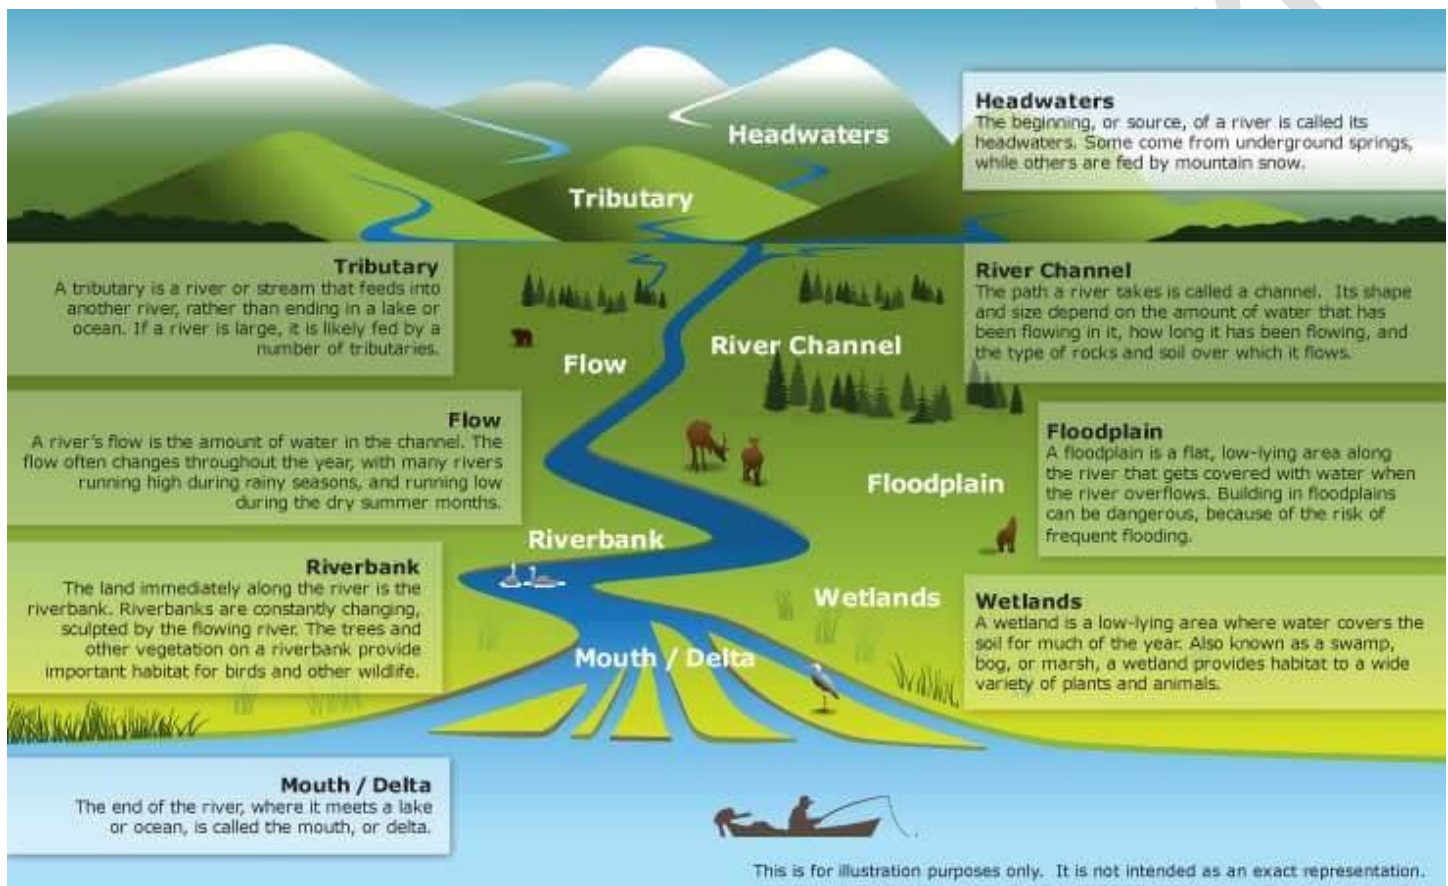 Headwaters
The beginning, or source, of a river is called its
headwaters. Some come from underground springs,
while others are fed by mountain snow.
Headwaters
Tributary
Tributary
A tributary is a river or stream that feeds into
another river, rather than ending in a lake or
ocean. If a river is large, it is likely fed by a
number of tributaries.
River Channel
The path a river takes is called a channel. Its shape
and size depend on the amount of water that has
been flowing in it, how long it has been flowing, and
the type of rocks and soil over which it flows.
River Channel
Flow
Flow
A river's flow is the amount of water in the channel. The
flow often changes throughout the year, with many rivers
running high during rainy seasons, and running low
during the dry summer months.
Floodplain
A floodplain is a flat, low-lying area along
the river that gets covered with water when
the river overflows. Building in floodplains
can be dangerous, because of the risk of
frequent flooding.
Floodplain
Riverbank
Riverbank
The land immediately along the river is the
riverbank. Riverbanks are constantly changing,
sculpted by the flowing river. The trees and
other vegetation on a riverbank provide
important habitat for birds and other wildlife.
Wetlands
Wetlands
A wetland is a low-lying area where water covers the
soil for much of the year. Also known as a swamp,
bog, or marsh, a wetland provides habitat to a wide
variety of plants and animals.
Mouth / Delta
Mouth / Delta
The end of the river, where it meets a lake
or ocean, is called the mouth, or delta.
This is for illustration purposes only. It is not intended as an exact representation.